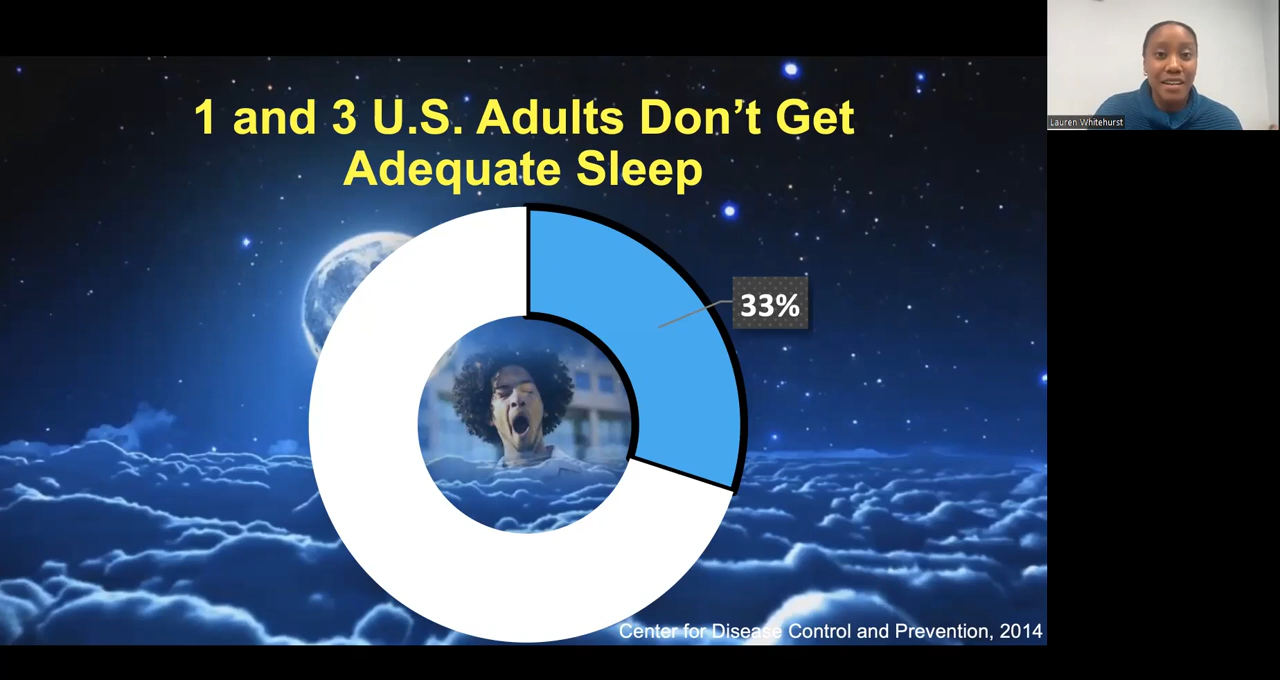 1 and 3 U.S. Adults Don’t Get
Adequate Sleep
33%
Center for Disease Control and Prevention, 2014
Lauren Whitehurst